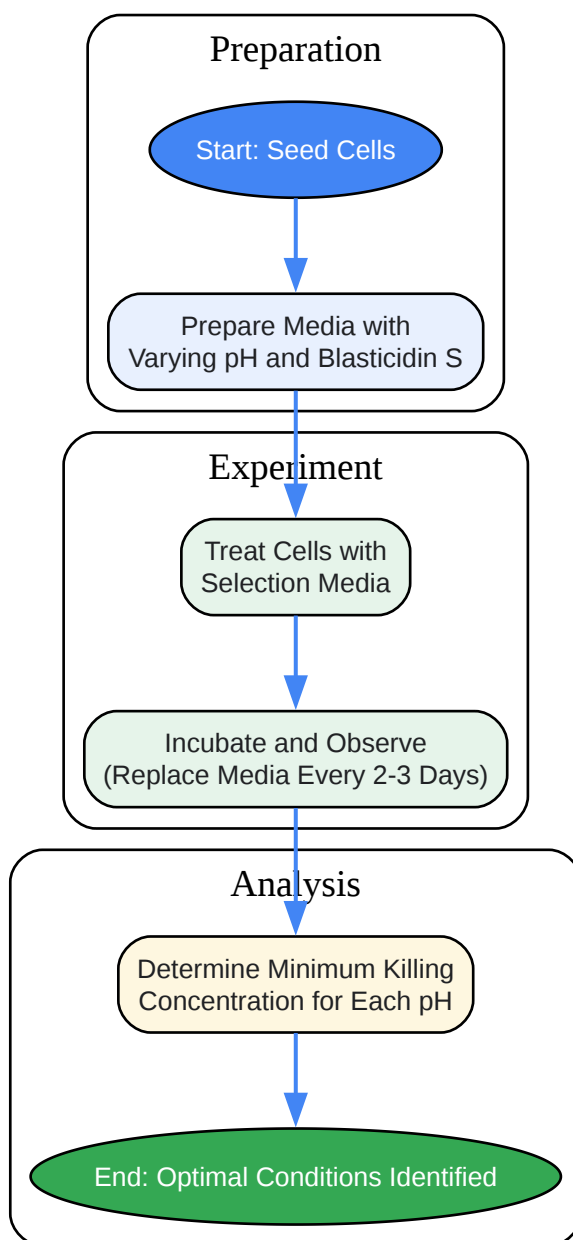 Preparation
Start: Seed Cells
Prepare Media with
Varying pH and Blasticidin S
Experiment
Treat Cells with
Selection Media
Incubate and Observe
(Replace Media Every 2-3 Days)
Analysis
Determine Minimum Killing
Concentration for Each pH
End: Optimal Conditions Identified